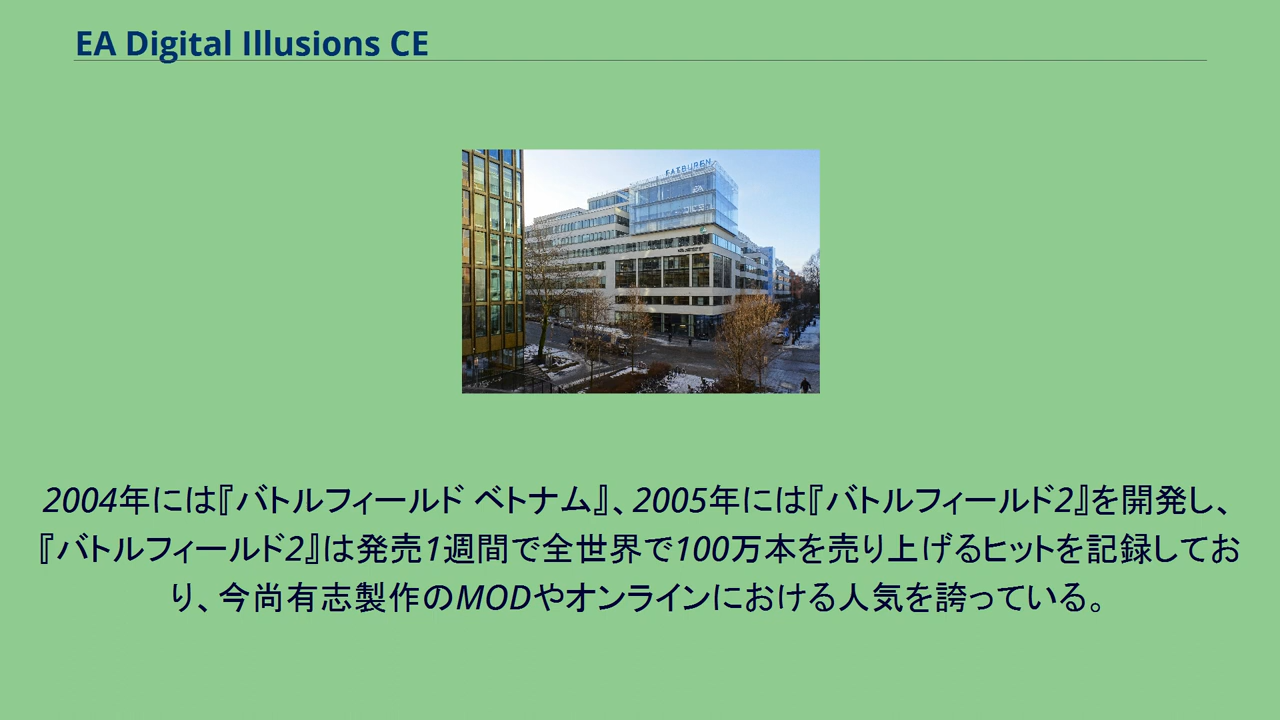 EA Digital Illusions CE
FATBUREN
EA
DICE
2004年には『バトルフィールド ベトナム』、2005年には『バトルフィールド2』を開発し、
『バトルフィールド2』は発売1週間で全世界で100万本を売り上げるヒットを記録してお
り、今尚有志製作のMODやオンラインにおける人気を誇っている。